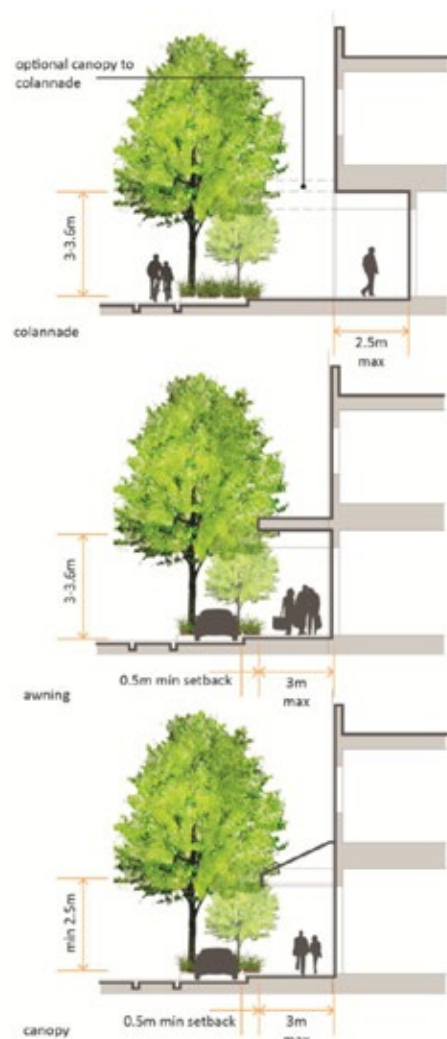 optional canopy to
colannade
3-3.6m
2.5m
max
colannade
3-3.6m
0.5m min setback
3m
max
awning
min 2.5m
0.5m min setback
3m
max
canopy